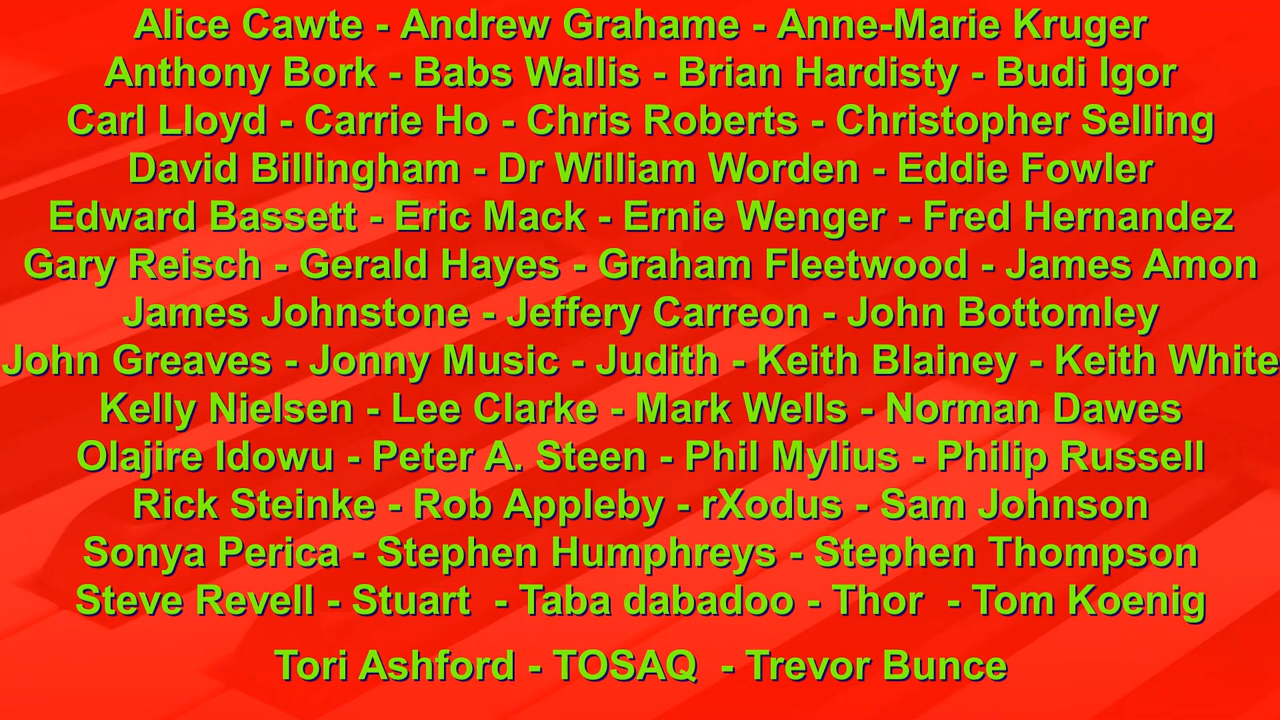 Alice Cawte - Andrew Grahame - Anne-Marie Kruger
Anthony Bork - Babs Wallis - Brian Hardisty - Budi Igor
Carl Lloyd - Carrie Ho - Chris Roberts - Christopher Selling
David Billingham - Dr William Worden - Eddie Fowler
Edward Bassett - Eric Mack - Ernie Wenger - Fred Hernandez
Gary Reisch - Gerald Hayes - Graham Fleetwood - James Amon
James Johnstone - Jeffery Carreon - John Bottomley
John Greaves - Jonny Music - Judith - Keith Blainey - Keith White
Kelly Nielsen - Lee Clarke - Mark Wells - Norman Dawes
Olajire Idowu - Peter A. Steen - Phil Mylius - Philip Russell
Rick Steinke - Rob Appleby - rXodus - Sam Johnson
Sonya Perica - Stephen Humphreys - Stephen Thompson
Steve Revell - Stuart  - Taba dabadoo - Thor  - Tom Koenig
Tori Ashford - TOSAQ  - Trevor Bunce